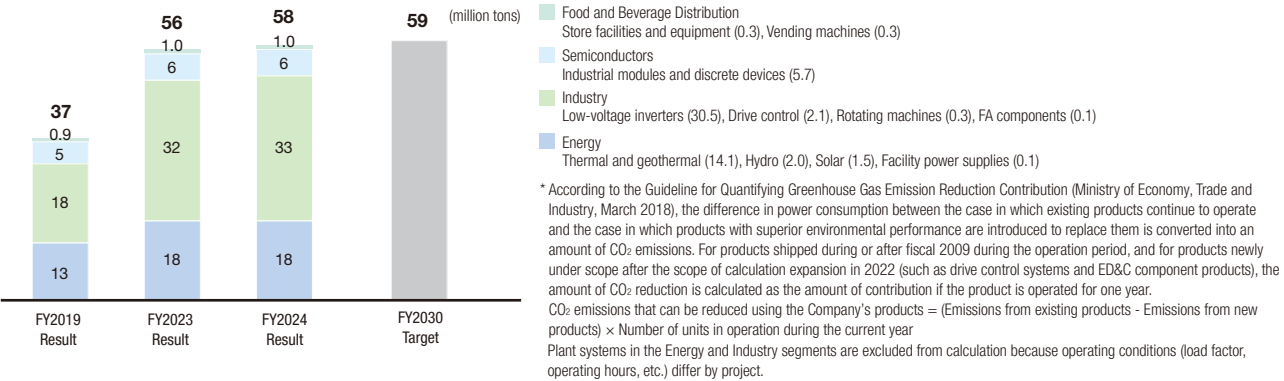 37
0.9
5
18
13
FY2019
Result
56
1.0
6
32
18
FY2023
Result
58
1.0
6
33
18
FY2024
Result
59
FY2030
Target
(million tons)
Food and Beverage Distribution
Store facilities and equipment (0.3), Vending machines (0.3)
Semiconductors
Industrial modules and discrete devices (5.7)
Industry
Low-voltage inverters (30.5), Drive control (2.1), Rotating machines (0.3), FA components (0.1)
Energy
Thermal and geothermal (14.1), Hydro (2.0), Solar (1.5), Facility power supplies (0.1)
* According to the Guideline for Quantifying Greenhouse Gas Emission Reduction Contribution (Ministry of Economy, Trade and
Industry, March 2018), the difference in power consumption between the case in which existing products continue to operate
and the case in which products with superior environmental performance are introduced to replace them is converted into an
amount of CO₂ emissions. For products shipped during or after fiscal 2009 during the operation period, and for products newly
under scope after the scope of calculation expansion in 2022 (such as drive control systems and ED&C component products), the
amount of CO₂ reduction is calculated as the amount of contribution if the product is operated for one year.
CO₂ emissions that can be reduced using the Company's products = (Emissions from existing products - Emissions from new
products) × Number of units in operation during the current year
Plant systems in the Energy and Industry segments are excluded from calculation because operating conditions (load factor,
operating hours, etc.) differ by project.